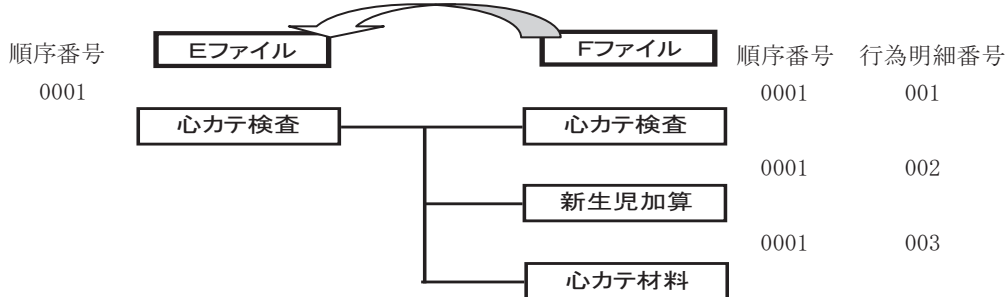 順序番号 Eファイル Fファイル 順序番号 行為明細番号
0001 0001 001
心カテ検査 心カテ検査
0001 002
新生児加算
0001 003
心カテ材料